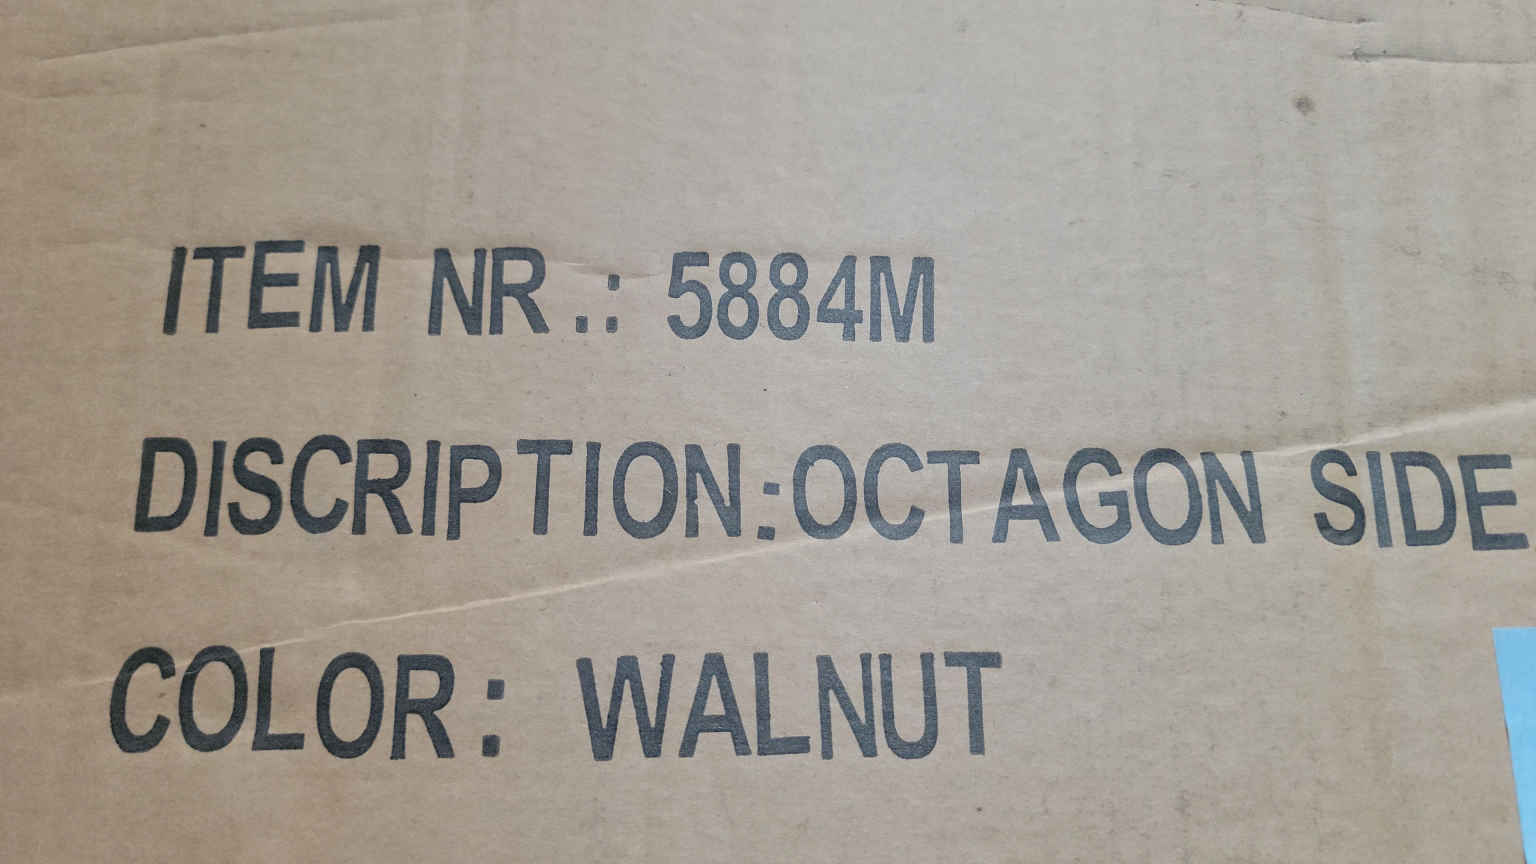 ITEM NR.: 5884M
DISCRIPTION:OCTAGON SIDE
COLOR: WALNUT